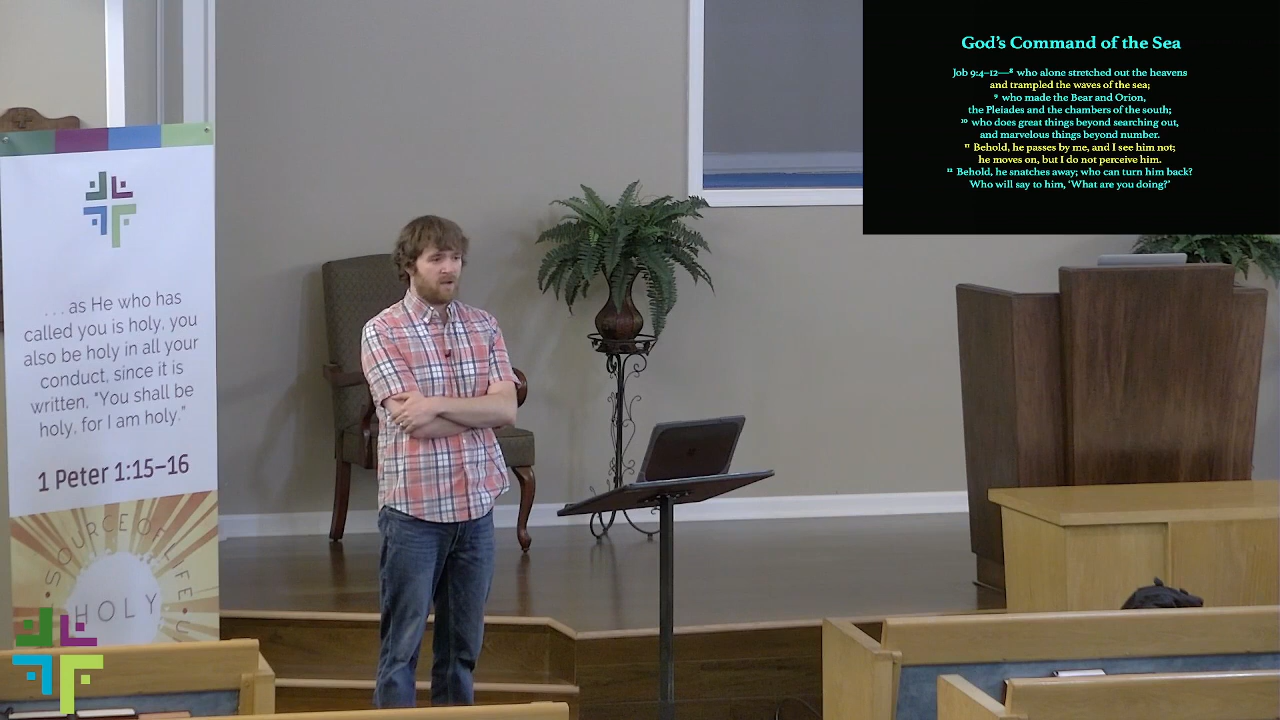 . . . as He who has
called you is holy, you
also be holy in all your
conduct, since it is
written, "You shall be
holy, for I am holy."
1 Peter 1:15–16
• SOURCE OF LIFE • U
HOLY
God's Command of the Sea
Job 9:4–12—⁸ who alone stretched out the heavens
and trampled the waves of the sea;
⁹ who made the Bear and Orion,
the Pleiades and the chambers of the south;
¹⁰ who does great things beyond searching out,
and marvelous things beyond number.
¹¹ Behold, he passes by me, and I see him not;
he moves on, but I do not perceive him.
¹² Behold, he snatches away; who can turn him back?
Who will say to him, 'What are you doing?'